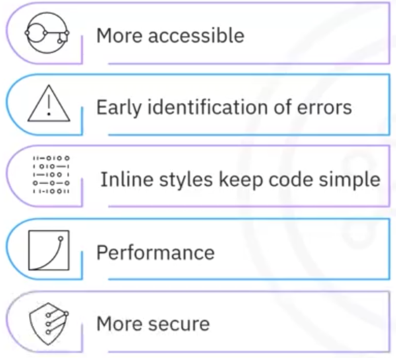 More accessible
Early identification of errors
Inline styles keep code simple
Performance
More secure